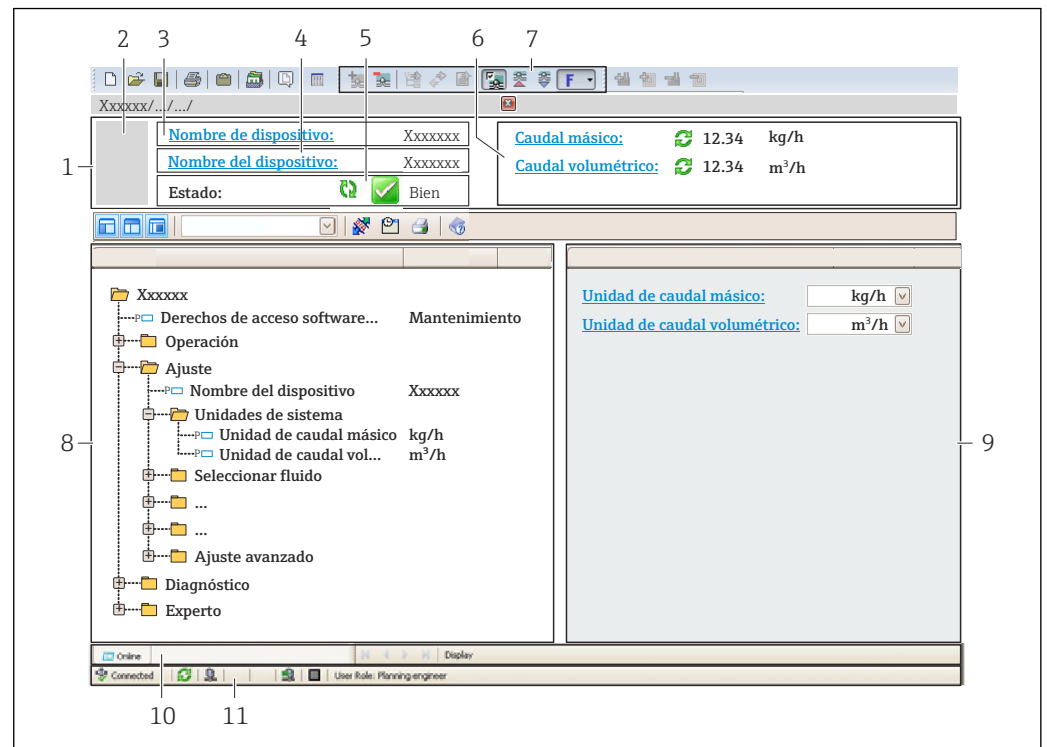 2 3 4 5 6 7
F
Xxxxxx/.../.../
1
Nombre de dispositivo: Xxxxxxx
Nombre del dispositivo: Xxxxxxx
Estado: Bien
Caudal másico: 12.34 kg/h
Caudal volumétrico: 12.34 m³/h
Xxxxxx
P Derechos de acceso software... Mantenimiento
Operación
Ajuste
P Nombre del dispositivo Xxxxxx
Unidades de sistema
P Unidad de caudal másico kg/h
P Unidad de caudal vol... m³/h
Seleccionar fluido
...
...
Ajuste avanzado
Diagnóstico
Experto
8
Unidad de caudal másico: kg/h
Unidad de caudal volumétrico: m³/h
9
Online Display
Connected User Role: Planning engineer
10 11